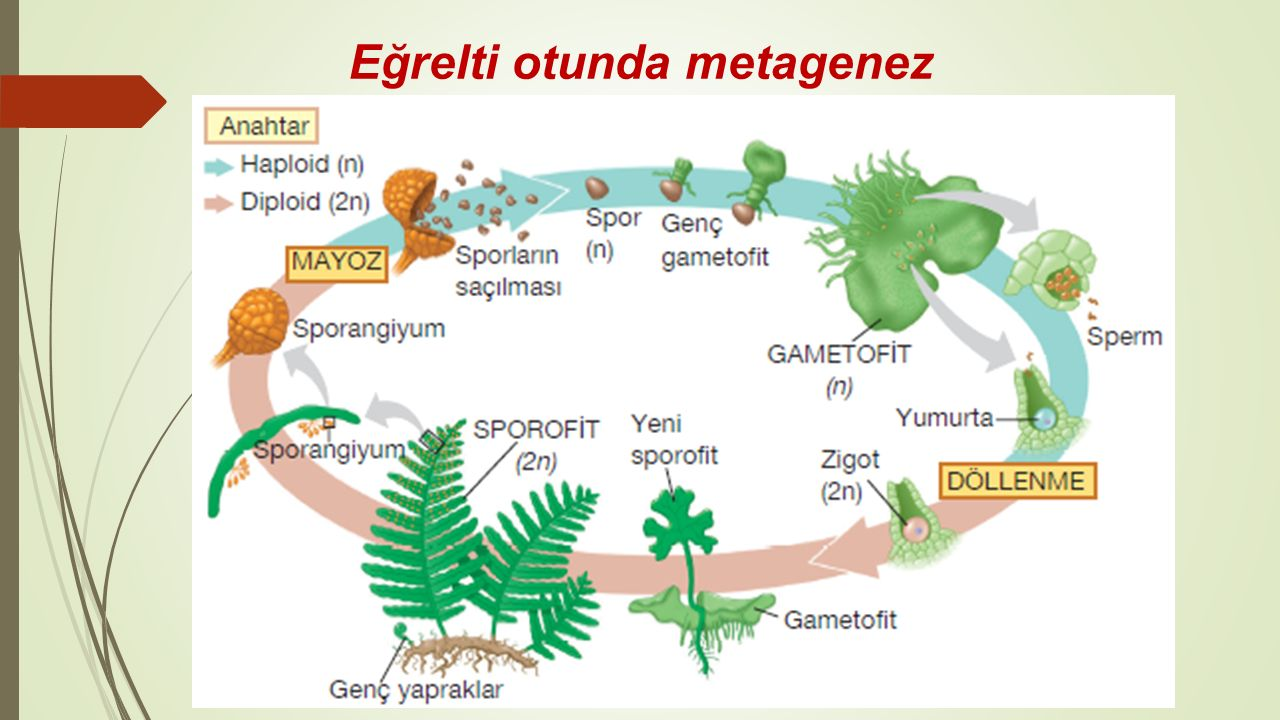 Eğrelti otunda metagenez
Anahtar
Haploid (n)
Diploid (2n)
MAYOZ
Sporların
saçılması
Spor
(n)
Genç
gametofit
Sporangiyum
GAMETOFİT
(n)
Sperm
Yumurta
Sporangiyum
SPOROFİT
(2n)
Yeni
sporofit
Zigot
(2n)
DÖLLENME
Gametofit
Genç yapraklar